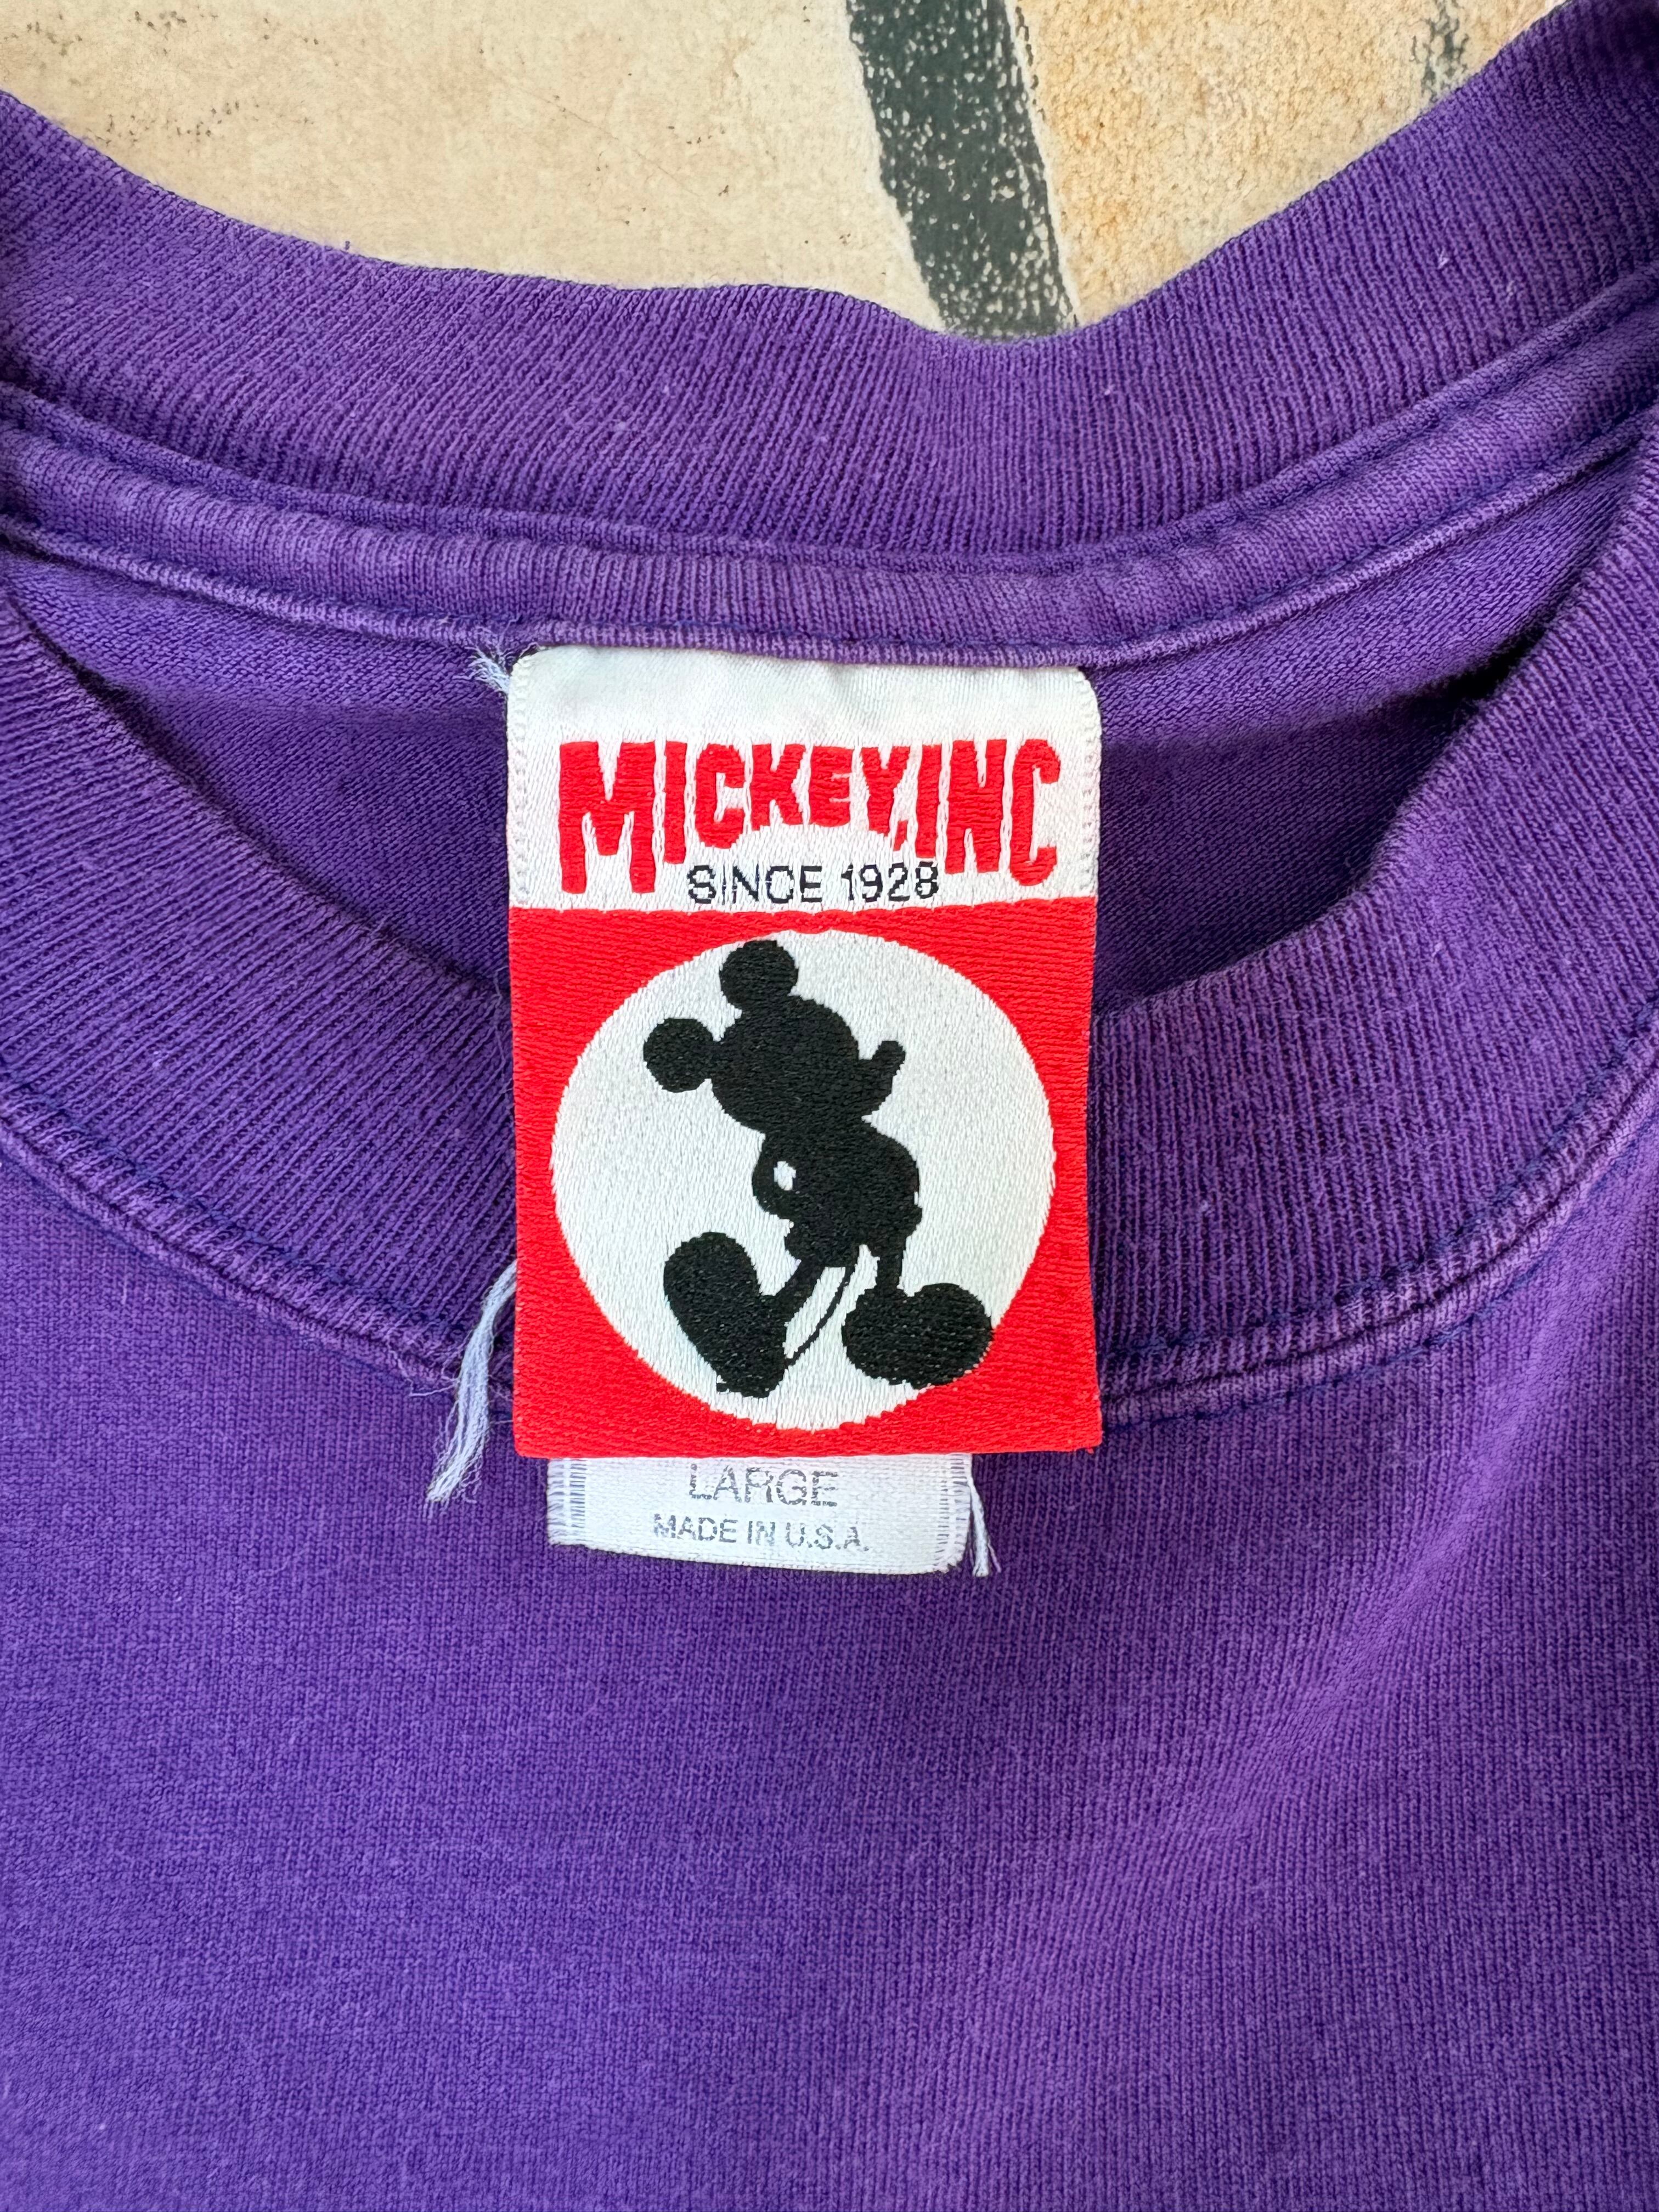 MICKEY, INC
SINCE 1928
LARGE
MADE IN U.S.A.